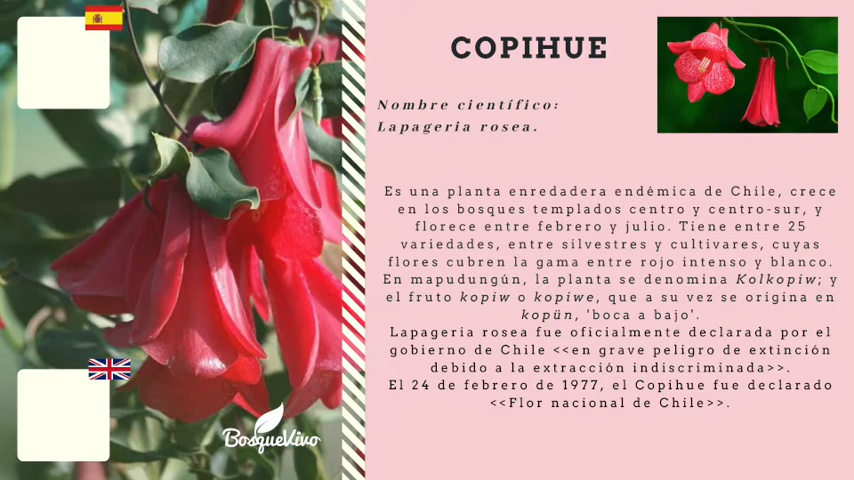 COPIHUE
Nombre científico:
Lapageria rosea.
Es una planta enredadera endémica de Chile, crece
en los bosques templados centro y centro-sur, y
florece entre febrero y julio. Tiene entre 25
variedades, entre silvestres y cultivares, cuyas
flores cubren la gama entre rojo intenso y blanco.
En mapudungún, la planta se denomina Kolkopiw; y
el fruto kopiw o kopiwe, que a su vez se origina en
kopün, 'boca a bajo'.
Lapageria rosea fue oficialmente declarada por el
gobierno de Chile <<en grave peligro de extinción
debido a la extracción indiscriminada>>.
El 24 de febrero de 1977, el Copihue fue declarado
<<Flor nacional de Chile>>.
BosqueVivo